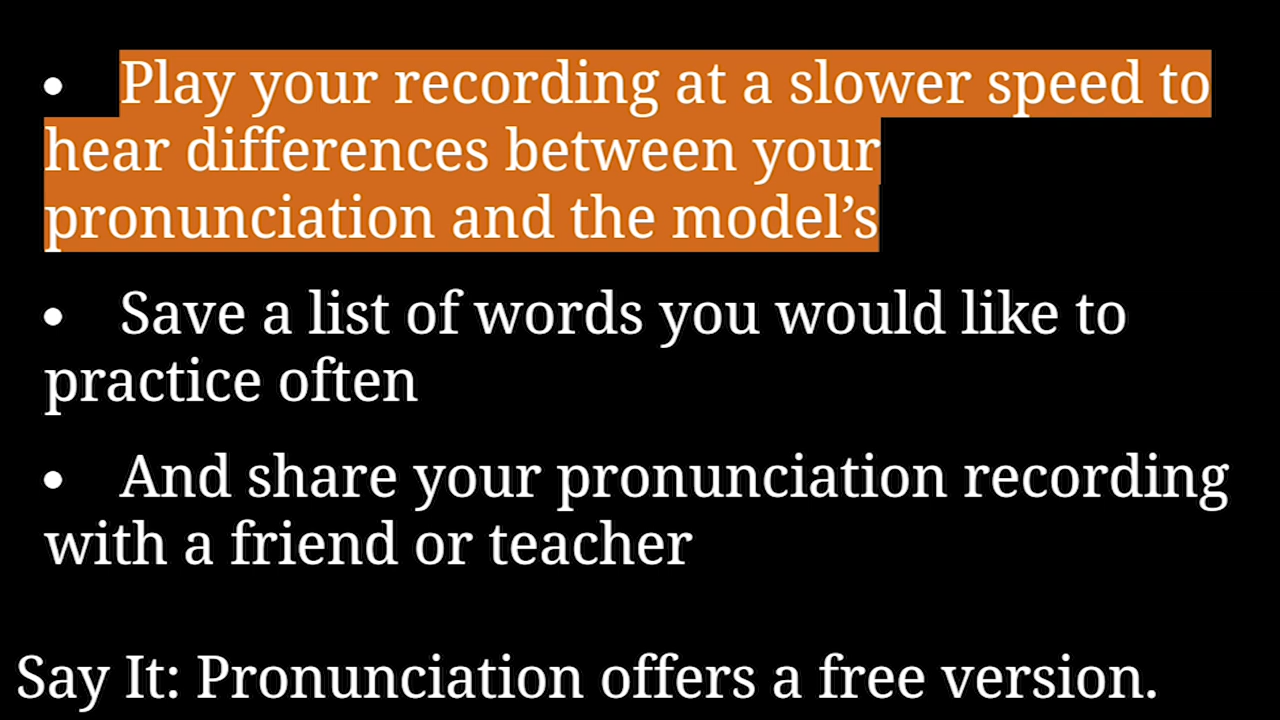 • Play your recording at a slower speed to
hear differences between your
pronunciation and the model’s
• Save a list of words you would like to
practice often
• And share your pronunciation recording
with a friend or teacher
Say It: Pronunciation offers a free version.